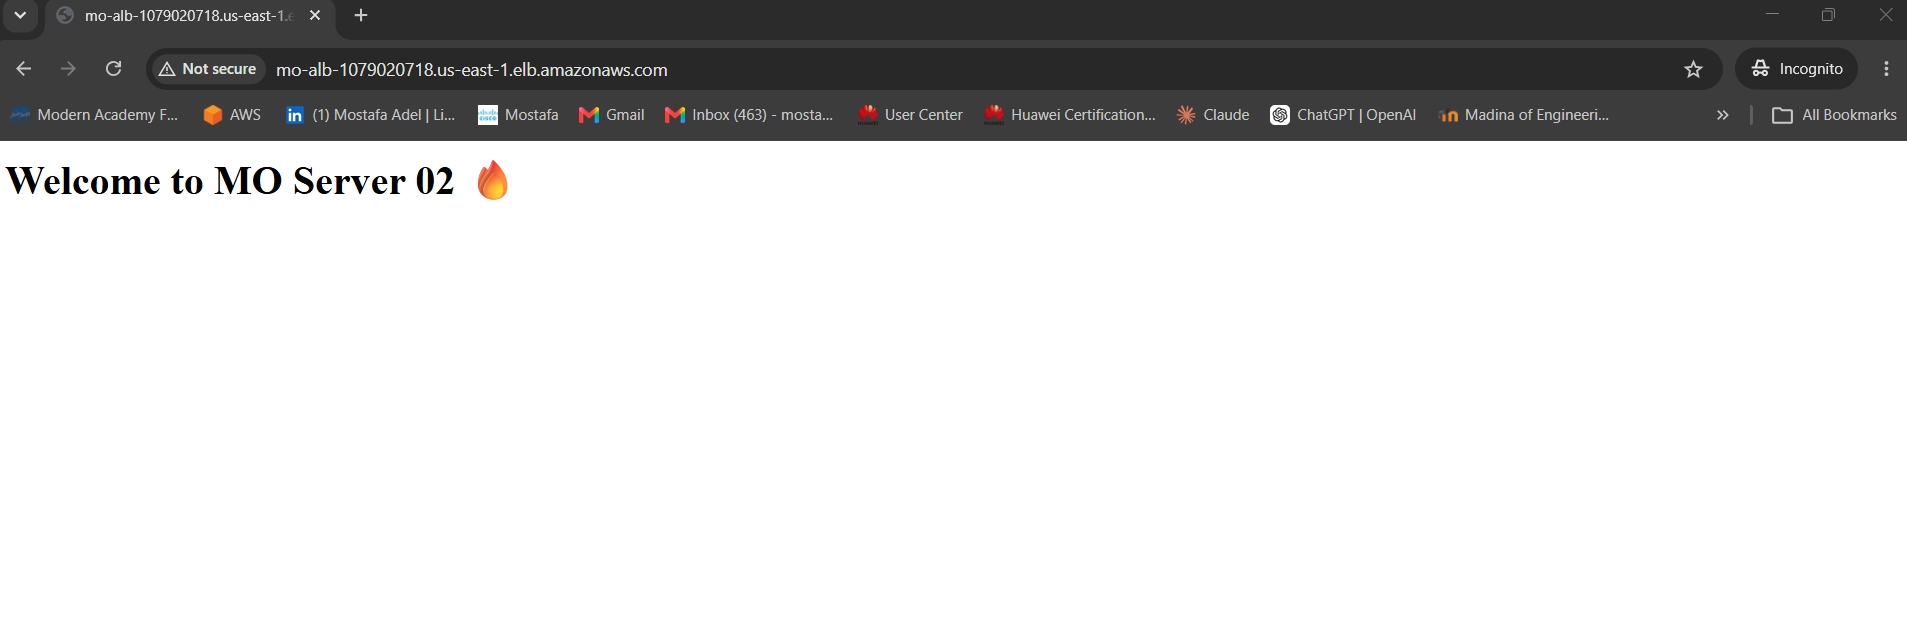 mo-alb-1079020718.us-east-1.e
Not secure mo-alb-1079020718.us-east-1.elb.amazonaws.com Incognito
Modern Academy F... AWS (1) Mostafa Adel | Li... Mostafa Gmail Inbox (463) - mosta... User Center Huawei Certification... Claude ChatGPT | OpenAI Madina of Engineeri... All Bookmarks
Welcome to MO Server 02 🔥